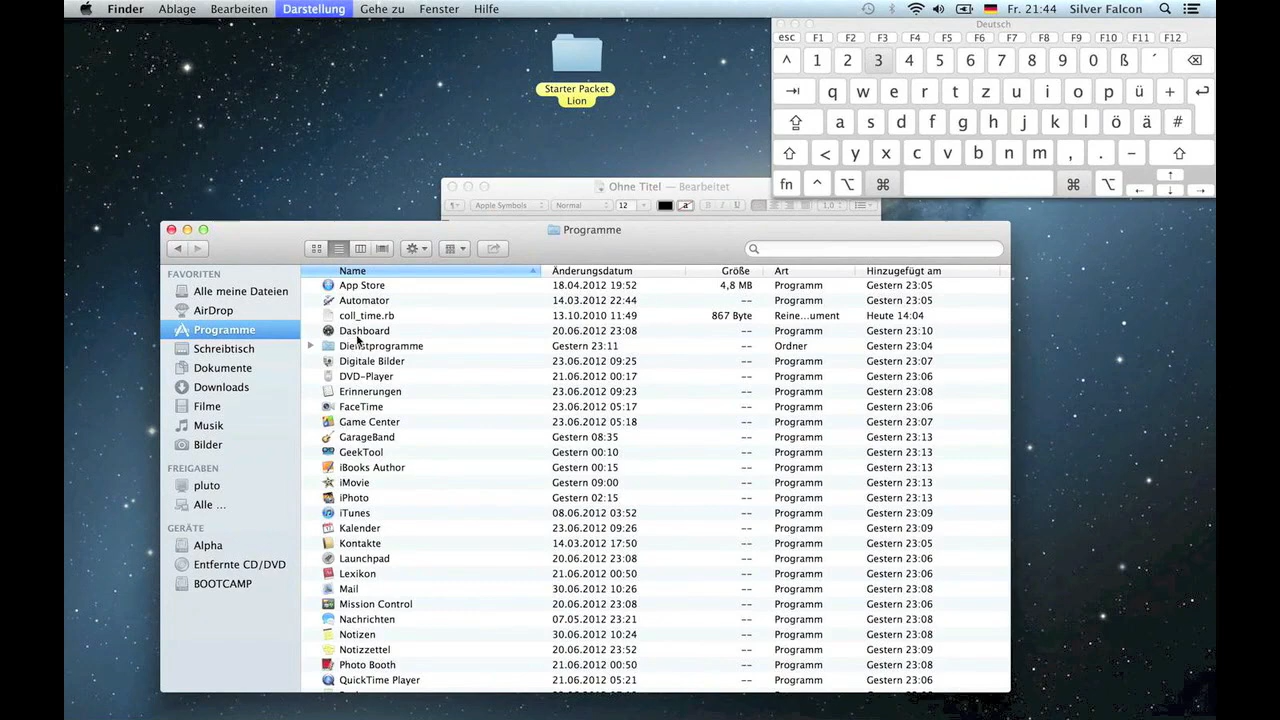 Finder Ablage Bearbeiten Darstellung Gehe zu Fenster Hilfe Fr. 21:44 Silver Falcon
Starter Packet
Lion
Deutsch
esc F1 F2 F3 F4 F5 F6 F7 F8 F9 F10 F11 F12
^ 1 2 3 4 5 6 7 8 9 0 ß ´
q w e r t z u i o p ü +
a s d f g h j k l ö ä #
< y x c v b n m , . -
fn ^ ⌥ ⌘ ⌘ ⌥
Ohne Titel — Bearbeitet
Apple Symbols Normal 12 a B I U 1,0
Programme
FAVORITEN
Alle meine Dateien
AirDrop
Programme
Schreibtisch
Dokumente
Downloads
Filme
Musik
Bilder
FREIGABEN
pluto
Alle ...
GERÄTE
Alpha
Entfernte CD/DVD
BOOTCAMP
Name Änderungsdatum Größe Art Hinzugefügt am
App Store 18.04.2012 19:52 4,8 MB Programm Gestern 23:05
Automator 14.03.2012 22:44 -- Programm Gestern 23:05
coll_time.rb 13.10.2010 11:49 867 Byte Reine...ument Heute 14:04
Dashboard 20.06.2012 23:08 -- Programm Gestern 23:10
Dienstprogramme Gestern 23:11 -- Ordner Gestern 23:04
Digitale Bilder 23.06.2012 09:25 -- Programm Gestern 23:07
DVD-Player 21.06.2012 00:17 -- Programm Gestern 23:06
Erinnerungen 23.06.2012 09:23 -- Programm Gestern 23:08
FaceTime 23.06.2012 05:17 -- Programm Gestern 23:06
Game Center 23.06.2012 05:18 -- Programm Gestern 23:07
GarageBand Gestern 08:35 -- Programm Gestern 23:13
GeekTool Gestern 00:10 -- Programm Gestern 23:13
iBooks Author Gestern 00:15 -- Programm Gestern 23:13
iMovie Gestern 09:00 -- Programm Gestern 23:13
iPhoto Gestern 02:15 -- Programm Gestern 23:13
iTunes 08.06.2012 03:52 -- Programm Gestern 23:09
Kalender 23.06.2012 09:26 -- Programm Gestern 23:09
Kontakte 14.03.2012 17:50 -- Programm Gestern 23:05
Launchpad 20.06.2012 23:08 -- Programm Gestern 23:06
Lexikon 21.06.2012 00:50 -- Programm Gestern 23:06
Mail 30.06.2012 10:26 -- Programm Gestern 23:08
Mission Control 20.06.2012 23:08 -- Programm Gestern 23:06
Nachrichten 07.05.2012 23:21 -- Programm Gestern 23:08
Notizen 30.06.2012 10:24 -- Programm Gestern 23:08
Notizzettel 20.06.2012 23:52 -- Programm Gestern 23:09
Photo Booth 21.06.2012 00:50 -- Programm Gestern 23:08
QuickTime Player 21.06.2012 05:21 -- Programm Gestern 23:06